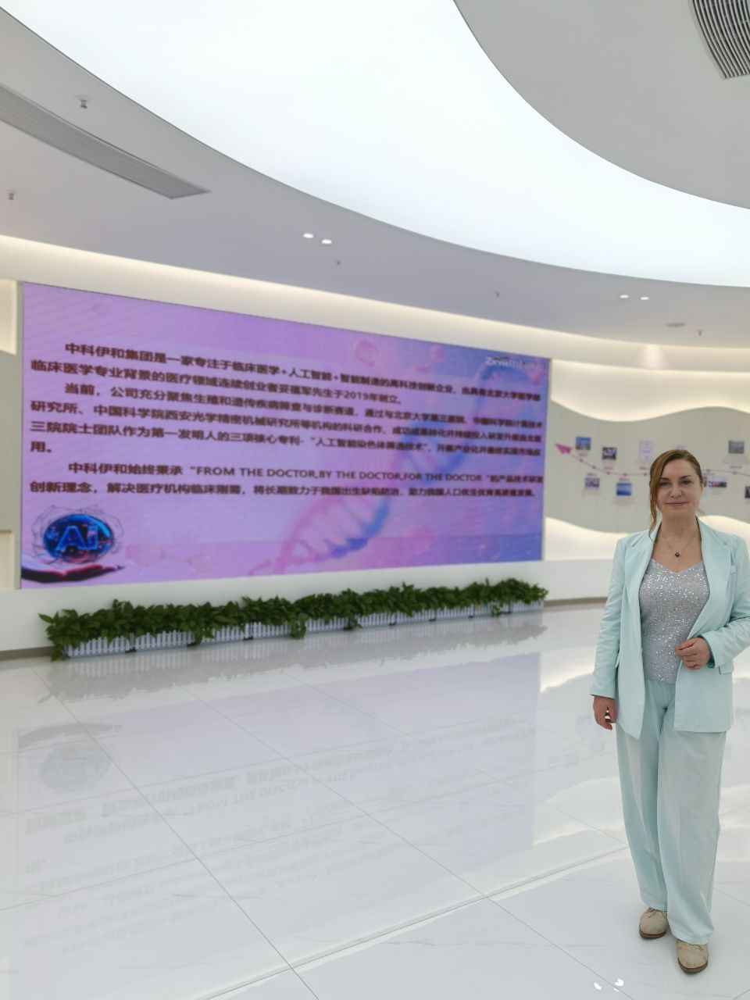 中科伊和集团是一家专注于临床医学+人工智能+智能制造的高科技创新企业，由具有北京大学医学部
临床医学专业背景的医疗领域连续创业者晏福军先生于2019年创立。
当前，公司充分聚焦生殖和遗传疾病筛查与诊断赛道，通过与北京大学第三医院、中国科学院计算技术
研究所、中国科学院西安光学精密机械研究所等机构的科研合作，成功成果转化并持续投入研发升级由北医
三院院士团队作为第一发明人的三项核心专利-“人工智能染色体筛选技术”，开展产业化并最终实现市场应
用。
中科伊和始终秉承“FROM THE DOCTOR,BY THE DOCTOR,FOR THE DOCTOR”的产品技术研发
创新理念，解决医疗机构临床刚需，将长期致力于我国出生缺陷防治，助力我国人口优生优育高质量发展。
AI